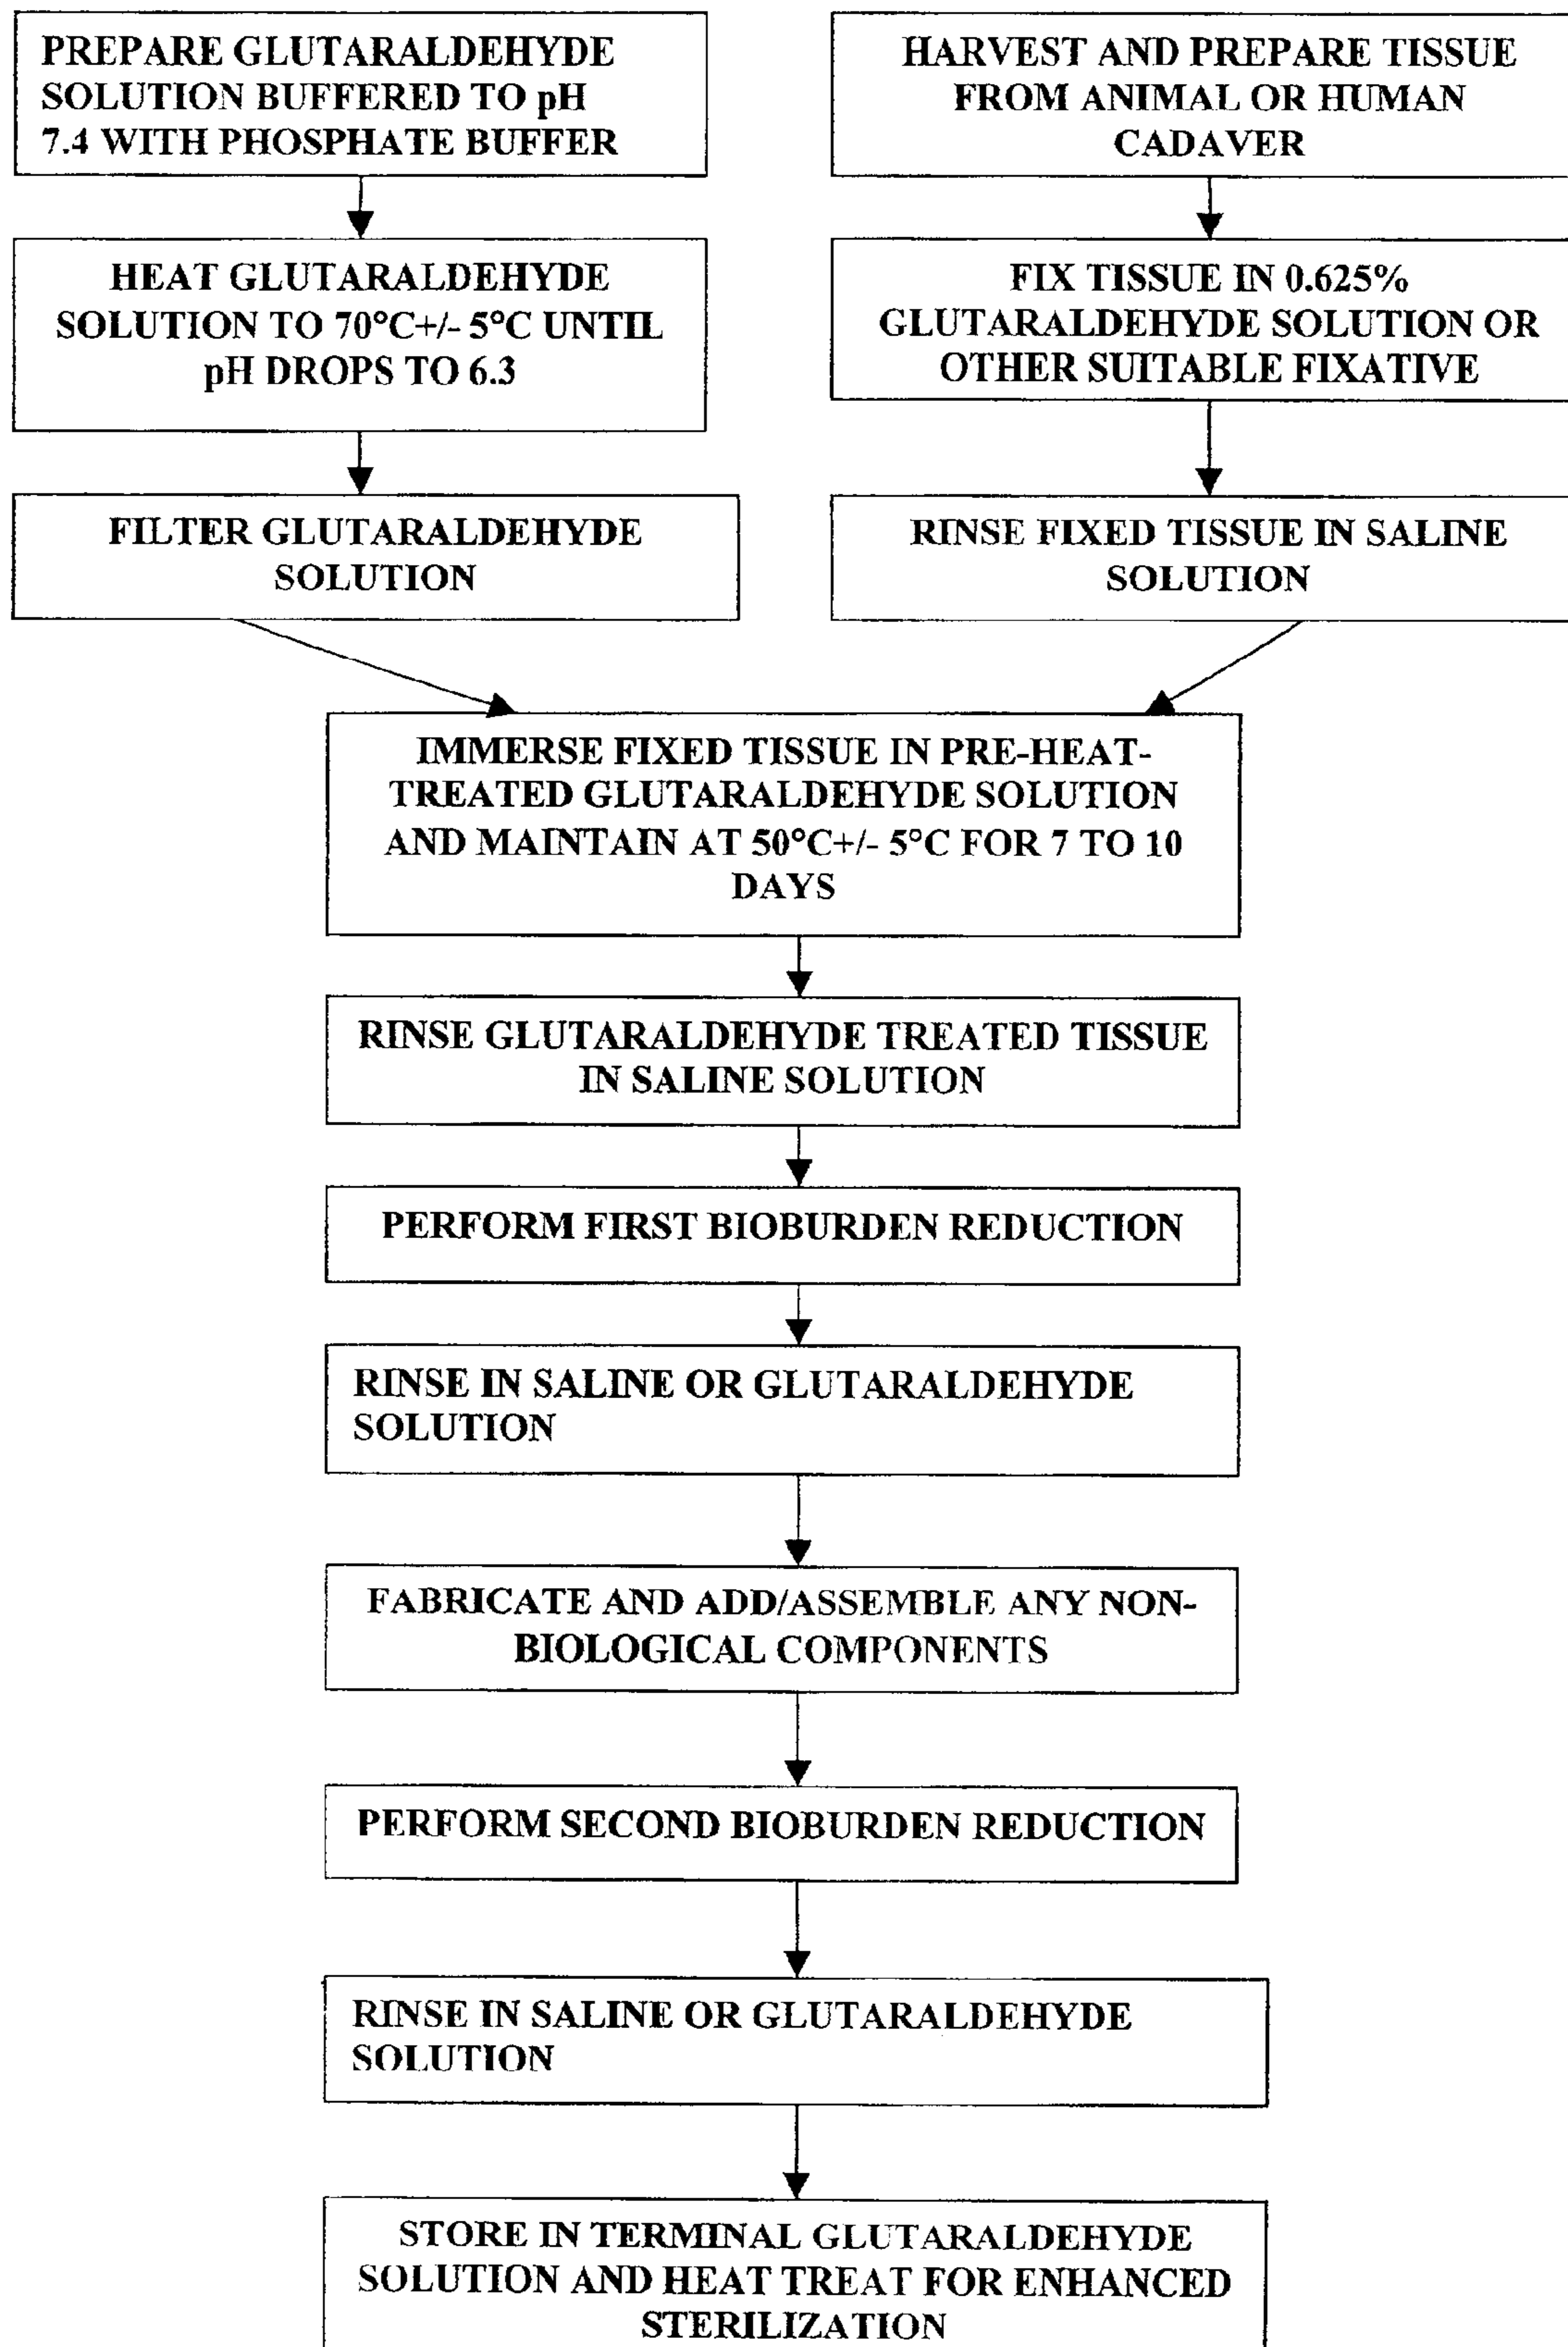 PREPARE GLUTARALDEHYDE
SOLUTION BUFFERED TO pH
7.4 WITH PHOSPHATE BUFFER
HEAT GLUTARALDEHYDE
SOLUTION TO 70°C+/- 5°C UNTIL
pH DROPS TO 6.3
FILTER GLUTARALDEHYDE
SOLUTION
HARVEST AND PREPARE TISSUE
FROM ANIMAL OR HUMAN
CADAVER
FIX TISSUE IN 0.625%
GLUTARALDEHYDE SOLUTION OR
OTHER SUITABLE FIXATIVE
RINSE FIXED TISSUE IN SALINE
SOLUTION
IMMERSE FIXED TISSUE IN PRE-HEAT-
TREATED GLUTARALDEHYDE SOLUTION
AND MAINTAIN AT 50°C+/- 5°C FOR 7 TO 10
DAYS
RINSE GLUTARALDEHYDE TREATED TISSUE
IN SALINE SOLUTION
PERFORM FIRST BIOBURDEN REDUCTION
RINSE IN SALINE OR GLUTARALDEHYDE
SOLUTION
FABRICATE AND ADD/ASSEMBLE ANY NON-
BIOLOGICAL COMPONENTS
PERFORM SECOND BIOBURDEN REDUCTION
RINSE IN SALINE OR GLUTARALDEHYDE
SOLUTION
STORE IN TERMINAL GLUTARALDEHYDE
SOLUTION AND HEAT TREAT FOR ENHANCED
STERILIZATION